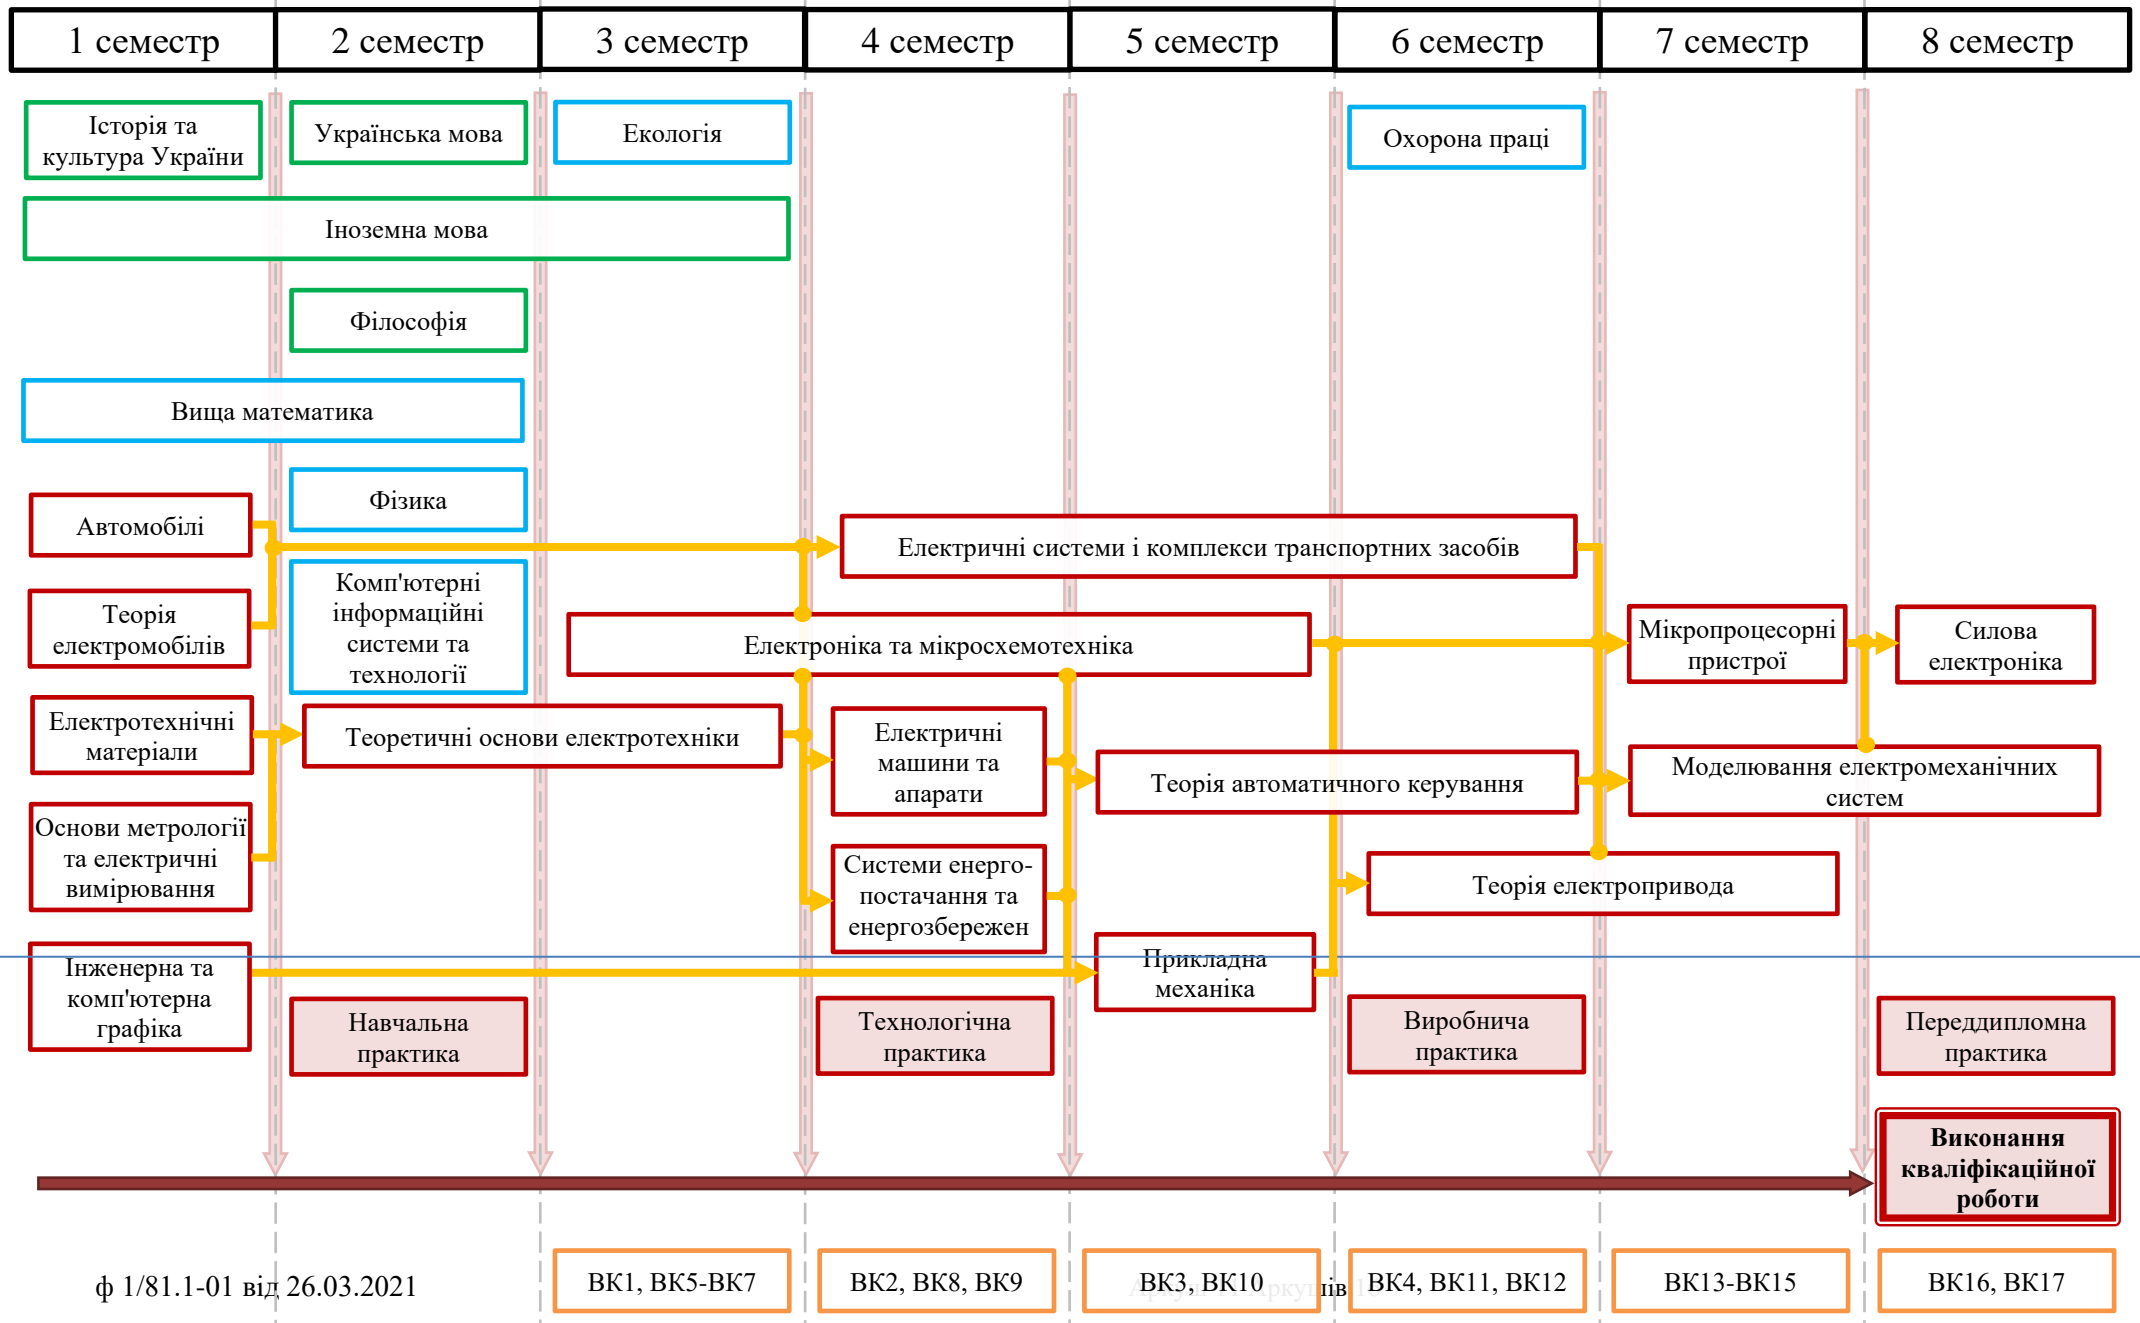 1 семестр
2 семестр
3 семестр
4 семестр
5 семестр
6 семестр
7 семестр
8 семестр
Історія та
культура України
Українська мова
Екологія
Охорона праці
Іноземна мова
Філософія
Вища математика
Фізика
Автомобілі
Електричні системи і комплекси транспортних засобів
Комп'ютерні
інформаційні
системи та
технології
Теорія
електромобілів
Електроніка та мікросхемотехніка
Мікропроцесорні
пристрої
Силова
електроніка
Електротехнічні
матеріали
Теоретичні основи електротехніки
Електричні
машини та
апарати
Теорія автоматичного керування
Моделювання електромеханічних
систем
Основи метрології
та електричні
вимірювання
Системи енерго-
постачання та
енергозбережен
Теорія електропривода
Інженерна та
комп'ютерна
графіка
Прикладна
механіка
Навчальна
практика
Технологічна
практика
Виробнича
практика
Переддипломна
практика
Виконання
кваліфікаційної
роботи
ф 1/81.1-01 від 26.03.2021
ВК1, ВК5-ВК7
ВК2, ВК8, ВК9
ВК3, ВК10
ВК4, ВК11, ВК12
ВК13-ВК15
ВК16, ВК17